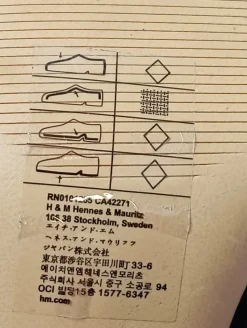 RN0101255 CA42271
H & M Hennes & Mauritz
106 38 Stockholm, Sweden
エイチ・アンド・エム
ヘネス・アンド・マウリッツ
ジャパン株式会社
東京都渋谷区宇田川町 33-6
에이치앤엠헤네스앤모리츠
주식회사 서울시 중구 소공로 94
OCI 빌딩15층 1577-6347
hm.com